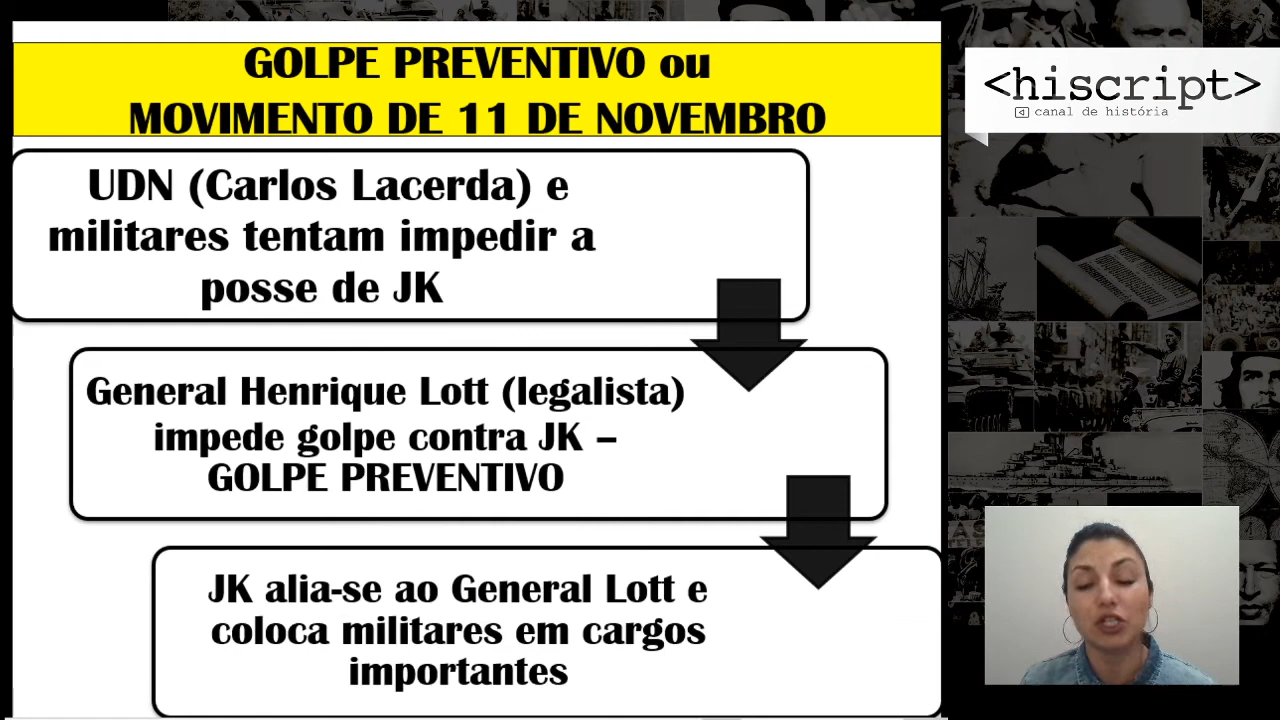 GOLPE PREVENTIVO ou
MOVIMENTO DE 11 DE NOVEMBRO
<hiscript>
canal de história
UDN (Carlos Lacerda) e
militares tentam impedir a
posse de JK
General Henrique Lott (legalista)
impede golpe contra JK –
GOLPE PREVENTIVO
JK alia-se ao General Lott e
coloca militares em cargos
importantes